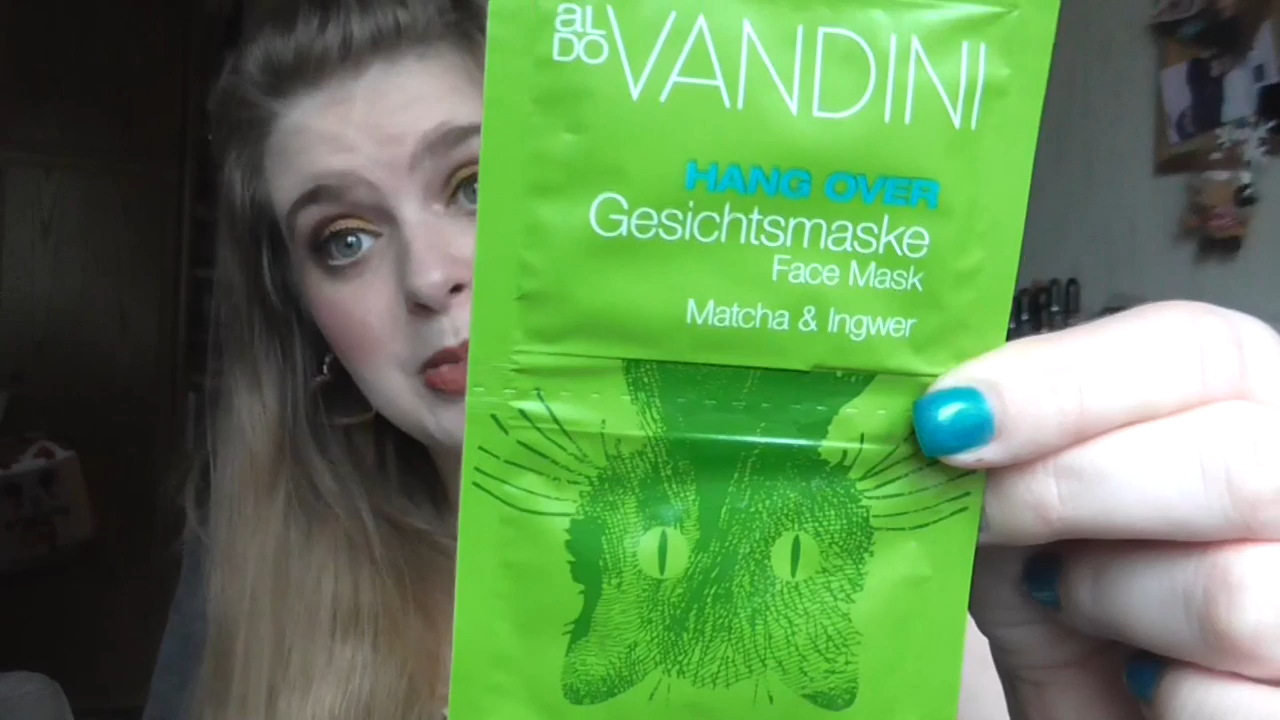 aL
DO VANDINI
HANG OVER
Gesichtsmaske
Face Mask
Matcha & Ingwer